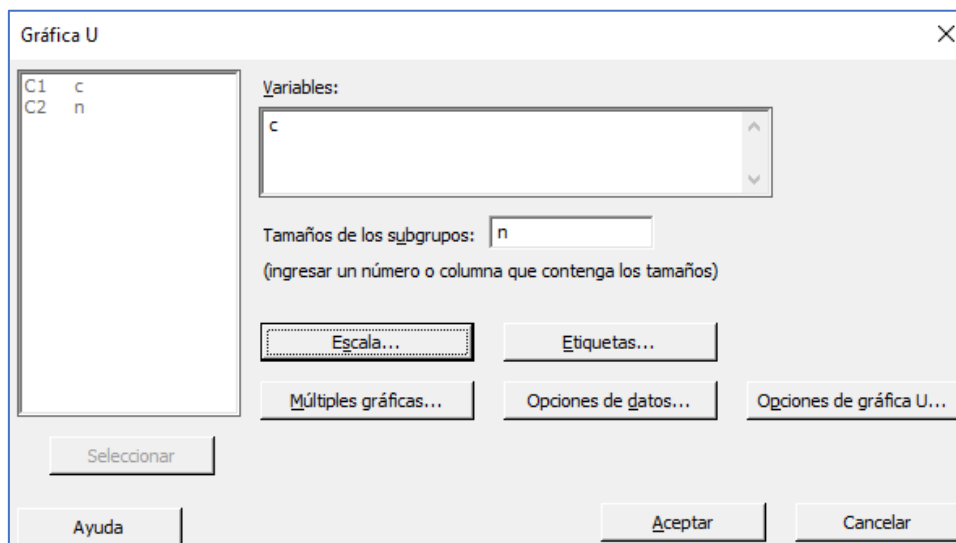 Gráfica U
C1 c
C2 n
Variables:
c
Tamaños de los subgrupos: n
(ingresar un número o columna que contenga los tamaños)
Escala... Etiquetas...
Múltiples gráficas... Opciones de datos... Opciones de gráfica U...
Seleccionar
Ayuda Aceptar Cancelar